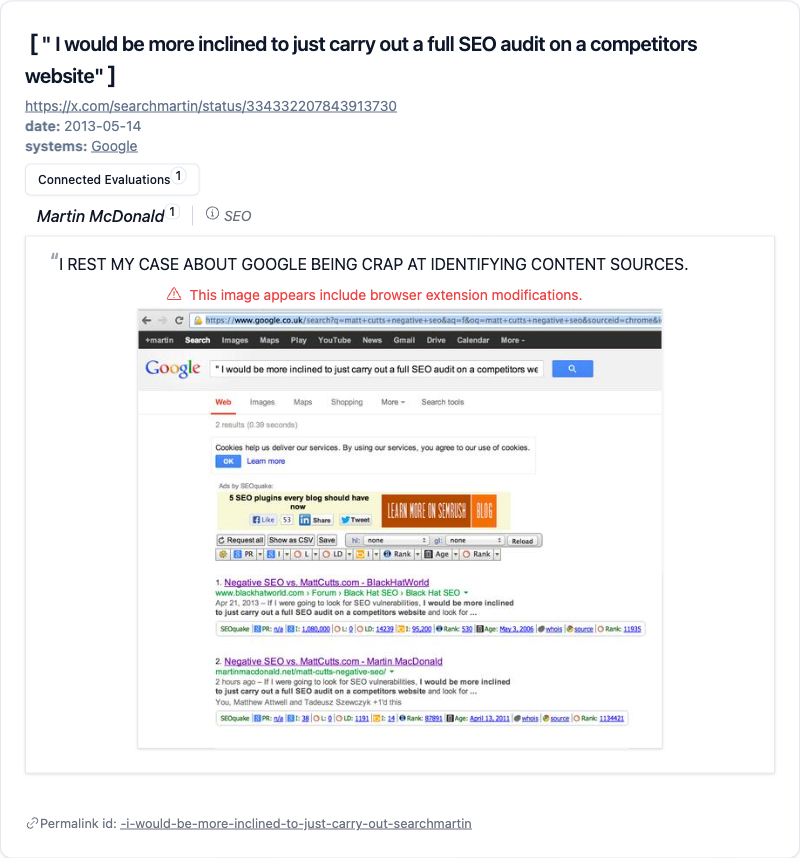 [ " I would be more inclined to just carry out a full SEO audit on a competitors
website" ]
https://x.com/searchmartin/status/334332207843913730
date: 2013-05-14
systems: Google
Connected Evaluations 1
Martin McDonald 1 SEO
"I REST MY CASE ABOUT GOOGLE BEING CRAP AT IDENTIFYING CONTENT SOURCES.
This image appears include browser extension modifications.
https://www.google.co.uk/search?q=matt+cutts+negative+seo&aq=f&oq=matt+cutts+negative+seo&sourceid=chrome&i
+martin Search Images Maps Play YouTube News Gmail Drive Calendar More
Google " I would be more inclined to just carry out a full SEO audit on a competitors we
Web Images Maps Shopping More Search tools
2 results (0.39 seconds)
Cookies help us deliver our services. By using our services, you agree to our use of cookies.
OK Learn more
Ads by SEOquake:
5 SEO plugins every blog should have
now
Like 53 Share Tweet
LEARN MORE ON SEMRUSH BLOG
Request all Show as CSV Save hl: none gl: none Reload
PR I L LD I Rank Age Rank
1. Negative SEO vs. MattCutts.com - BlackHatWorld
www.blackhatworld.com › Forum › Black Hat SEO › Black Hat SEO
Apr 21, 2013 – If I were going to look for SEO vulnerabilities, I would be more inclined
to just carry out a full SEO audit on a competitors website and look for ...
SEOquake PR: n/a I: 1,080,000 L: 0 LD: 14239 I: 95,200 Rank: 530 Age: May 3, 2006 whois source Rank: 11935
2. Negative SEO vs. MattCutts.com - Martin MacDonald
martinmacdonald.net/matt-cutts-negative-seo/
2 hours ago – If I were going to look for SEO vulnerabilities, I would be more inclined
to just carry out a full SEO audit on a competitors website and look for ...
You, Matthew Attwell and Tadeusz Szewczyk +1'd this
SEOquake PR: n/a I: 38 L: 0 LD: 1191 I: 14 Rank: 87891 Age: April 13, 2011 whois source Rank: 1134421
Permalink id: -i-would-be-more-inclined-to-just-carry-out-searchmartin